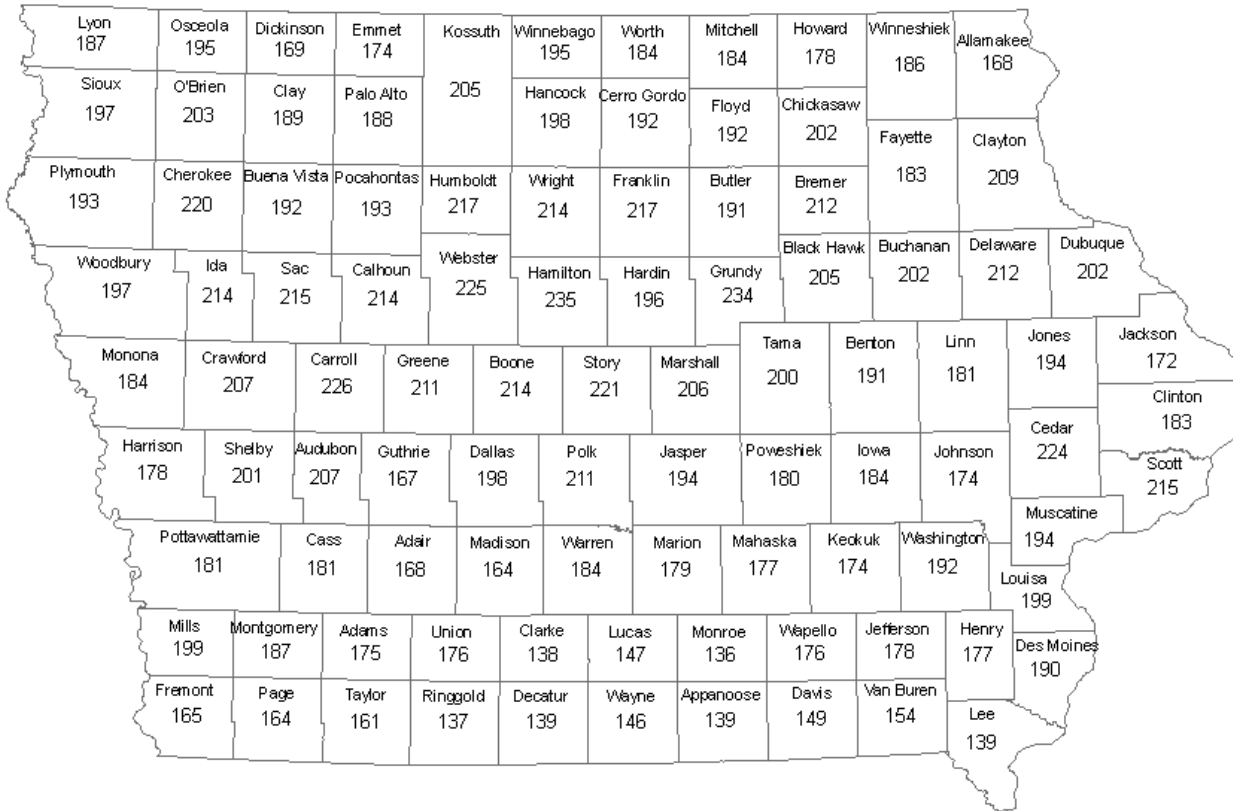 Lyon
187
Osceola
195
Dickinson
169
Emmet
174
Kossuth
205
Winnebago
195
Worth
184
Mitchell
184
Howard
178
Winneshiek
186
Allamakee
168
Sioux
197
O'Brien
203
Clay
189
Palo Alto
188
Hancock
198
Cerro Gordo
192
Floyd
192
Chickasaw
202
Fayette
183
Clayton
209
Plymouth
193
Cherokee
220
Buena Vista
192
Pocahontas
193
Humboldt
217
Wright
214
Franklin
217
Butler
191
Bremer
212
Woodbury
197
Ida
214
Sac
215
Calhoun
214
Webster
225
Hamilton
235
Hardin
196
Grundy
234
Black Hawk
205
Buchanan
202
Delaware
212
Dubuque
202
Monona
184
Crawford
207
Carroll
226
Greene
211
Boone
214
Story
221
Marshall
206
Tama
200
Benton
191
Linn
181
Jones
194
Jackson
172
Clinton
183
Harrison
178
Shelby
201
Audubon
207
Guthrie
167
Dallas
198
Polk
211
Jasper
194
Poweshiek
180
Iowa
184
Johnson
174
Cedar
224
Scott
215
Muscatine
194
Pottawattamie
181
Cass
181
Adair
168
Madison
164
Warren
184
Marion
179
Mahaska
177
Keokuk
174
Washington
192
Louisa
199
Mills
199
Montgomery
187
Adams
175
Union
176
Clarke
138
Lucas
147
Monroe
136
Wapello
176
Jefferson
178
Henry
177
Des Moines
190
Fremont
165
Page
164
Taylor
161
Ringgold
137
Decatur
139
Wayne
146
Appanoose
139
Davis
149
Van Buren
154
Lee
139